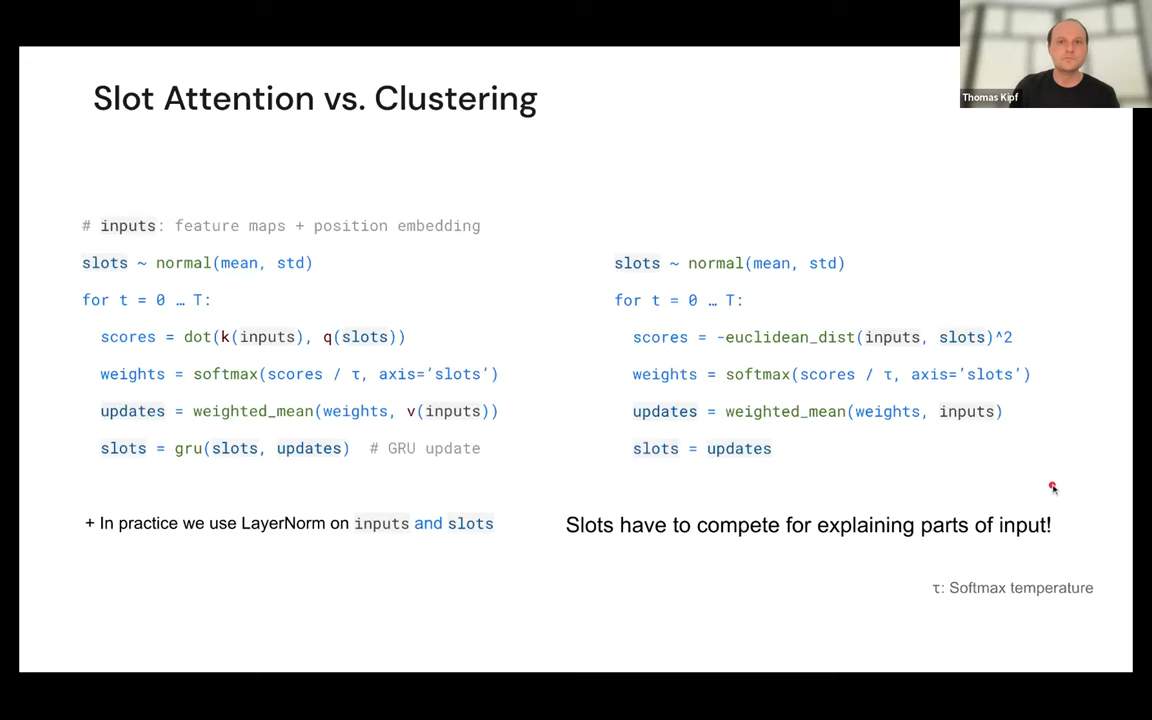 Thomas Kipf
Slot Attention vs. Clustering
# inputs: feature maps + position embedding
slots ~ normal(mean, std)
for t = 0 … T:
scores = dot(k(inputs), q(slots))
weights = softmax(scores / τ, axis=’slots’)
updates = weighted_mean(weights, v(inputs))
slots = gru(slots, updates) # GRU update
+ In practice we use LayerNorm on inputs and slots
slots ~ normal(mean, std)
for t = 0 … T:
scores = -euclidean_dist(inputs, slots)^2
weights = softmax(scores / τ, axis=’slots')
updates = weighted_mean(weights, inputs)
slots = updates
Slots have to compete for explaining parts of input!
τ: Softmax temperature